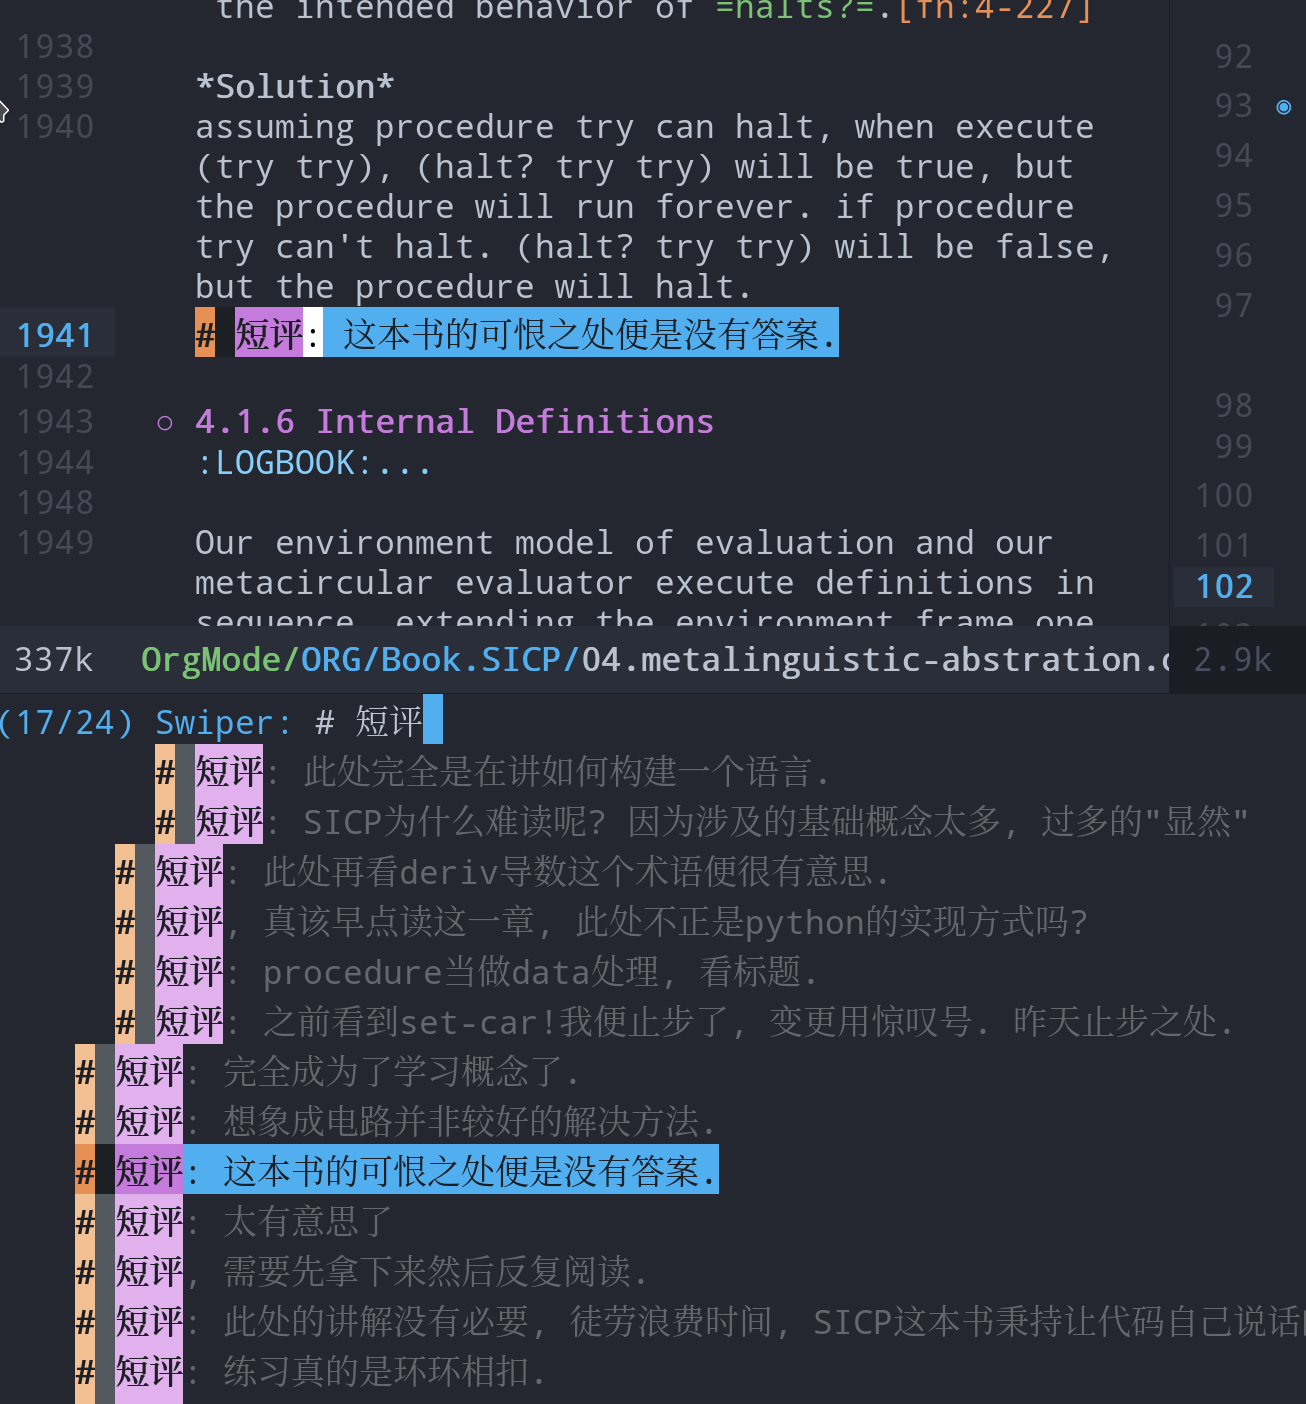 the intended behavior of =halts?=.[fn:4-227]
1938
1939 *Solution*
1940 assuming procedure try can halt, when execute
(try try), (halt? try try) will be true, but
the procedure will run forever. if procedure
try can't halt. (halt? try try) will be false,
but the procedure will halt.
1941 # 短评: 这本书的可恨之处便是没有答案.
1942
1943 ○ 4.1.6 Internal Definitions
1944 :LOGBOOK:...
1948
1949 Our environment model of evaluation and our
metacircular evaluator execute definitions in
sequence, extending the environment frame one
92
93
94
95
96
97
98
99
100
101
102
103
337k OrgMode/ORG/Book.SICP/04.metalinguistic-abstration.
2.9k
(17/24) Swiper: # 短评
# 短评: 此处完全是在讲如何构建一个语言.
# 短评: SICP为什么难读呢? 因为涉及的基础概念太多, 过多的"显然"
# 短评: 此处再看deriv导数这个术语便很有意思.
# 短评, 真该早点读这一章, 此处不正是python的实现方式吗?
# 短评: procedure当做data处理, 看标题.
# 短评: 之前看到set-car!我便止步了, 变更用惊叹号. 昨天止步之处.
# 短评: 完全成为了学习概念了.
# 短评: 想象成电路并非较好的解决方法.
# 短评: 这本书的可恨之处便是没有答案.
# 短评: 太有意思了
# 短评, 需要先拿下来然后反复阅读.
# 短评: 此处的讲解没有必要, 徒劳浪费时间, SICP这本书秉持让代码自己说话
# 短评: 练习真的是环环相扣.